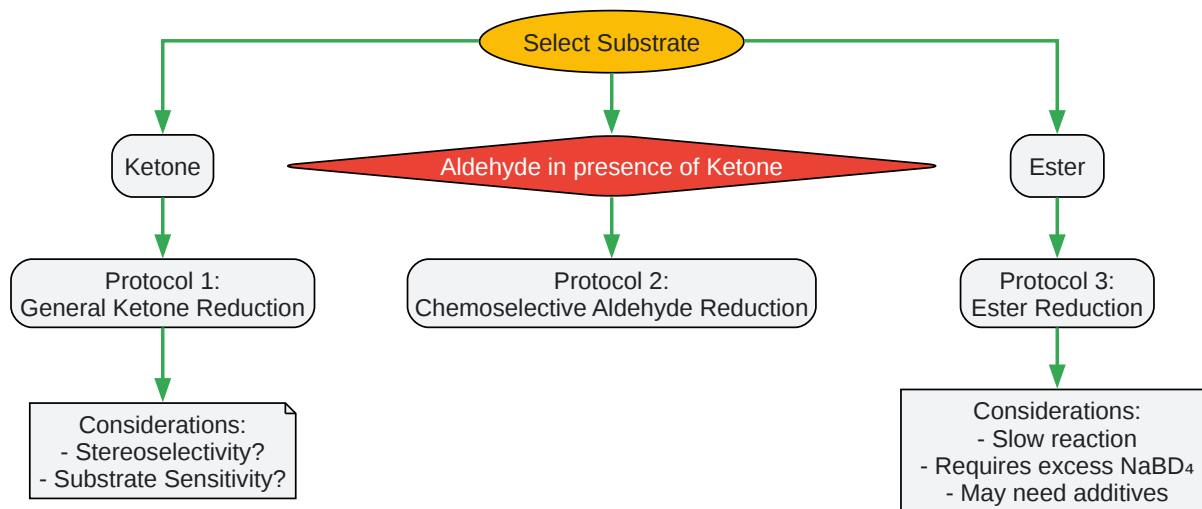 Select Substrate
Ketone
Aldehyde in presence of Ketone
Ester
Protocol 1:
General Ketone Reduction
Protocol 2:
Chemoselective Aldehyde Reduction
Protocol 3:
Ester Reduction
Considerations:
- Stereoselectivity?
- Substrate Sensitivity?
Considerations:
- Slow reaction
- Requires excess NaBD₄
- May need additives